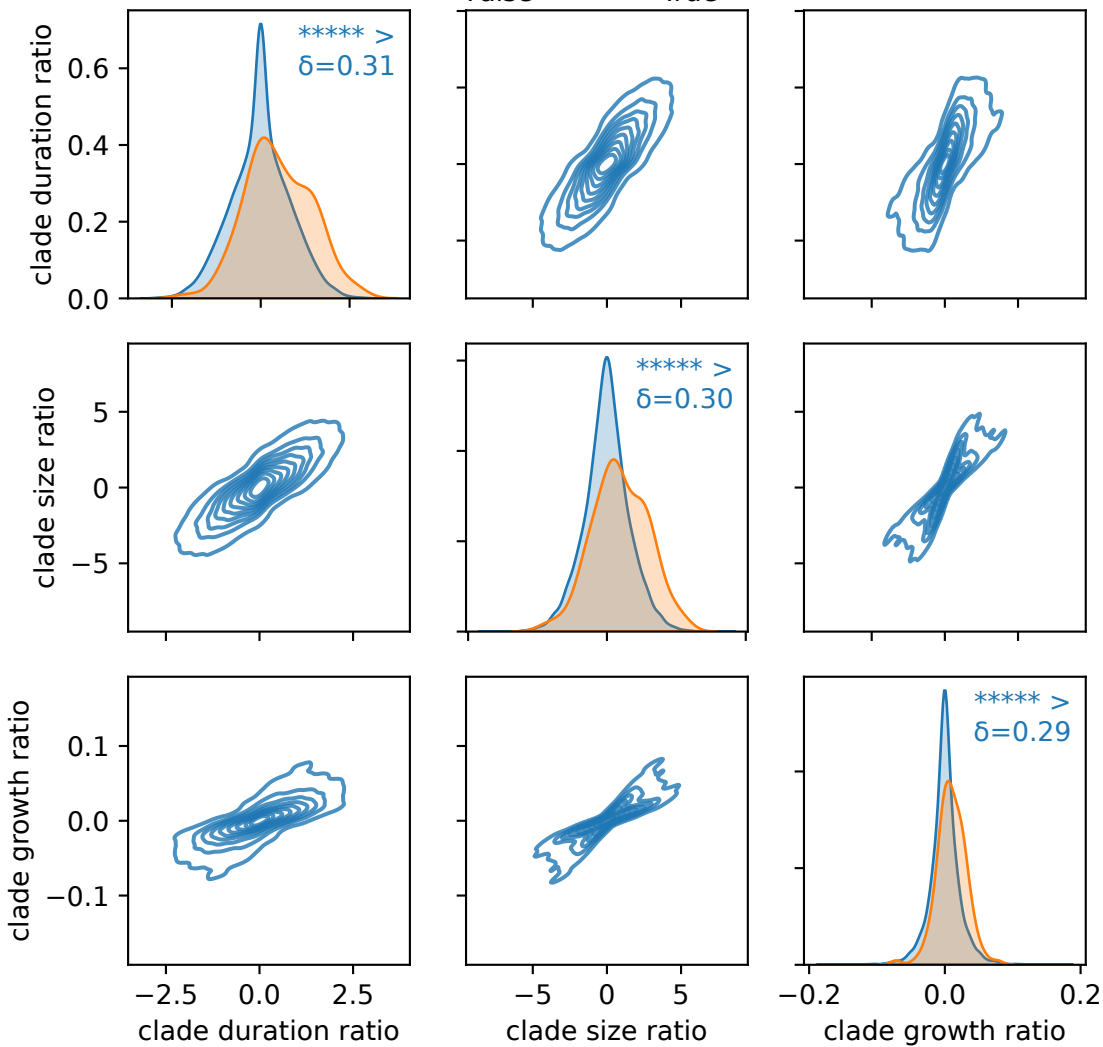 ***** >
δ=0.31
clade duration ratio
0.6
0.4
0.2
0.0
***** >
δ=0.30
clade size ratio
5
0
−5
***** >
δ=0.29
clade growth ratio
0.1
0.0
−0.1
−2.5 0.0 2.5 −5 0 5 −0.2 0.0 0.2
clade duration ratio clade size ratio clade growth ratio